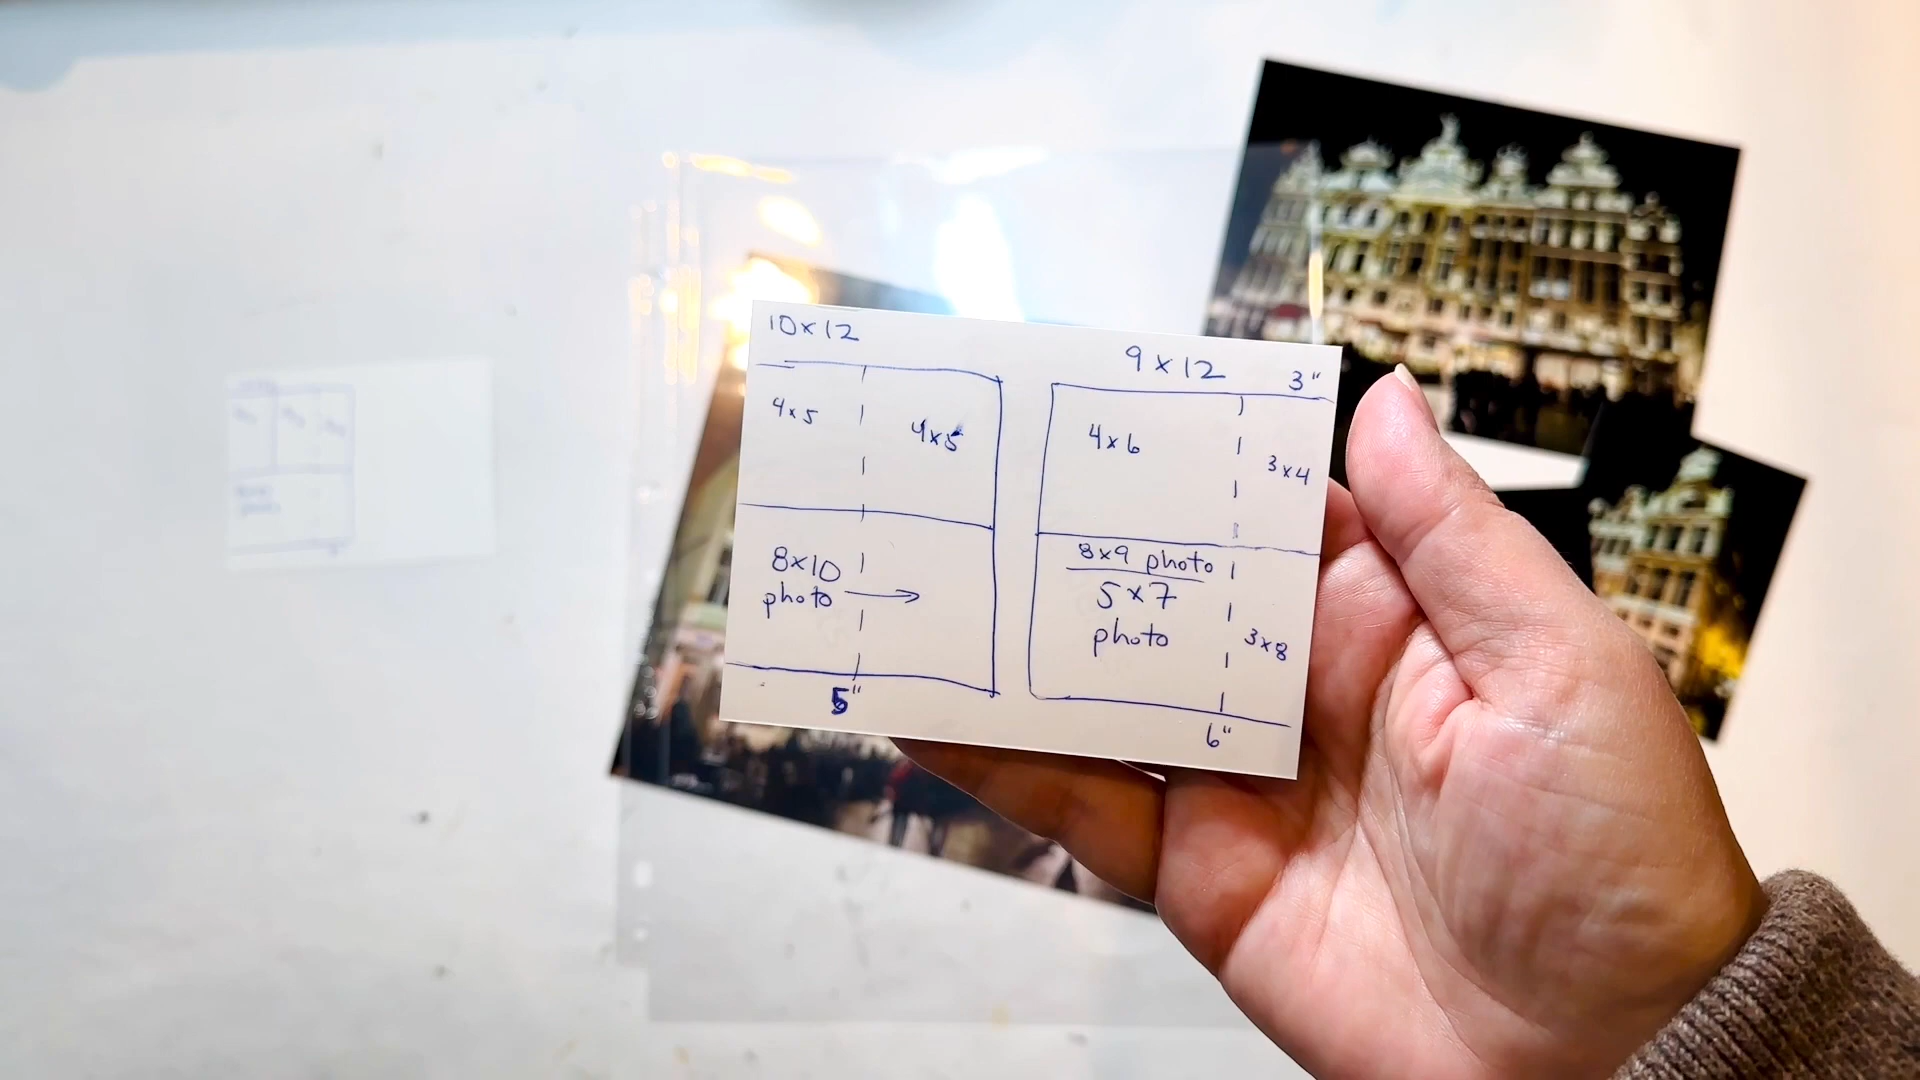 10x12
4x5
4x5
8x10
photo
5"
9x12
3"
4x6
3x4
8x9 photo
5x7
photo
3x8
6"